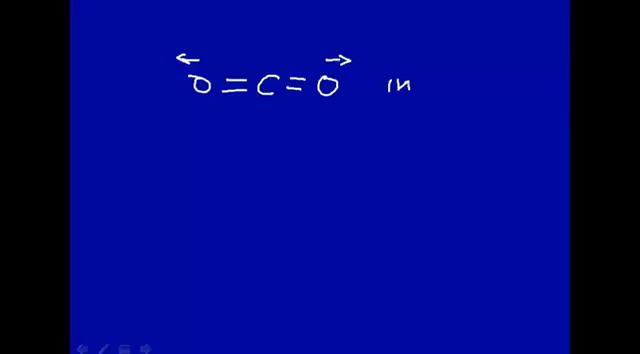 O = C = O in